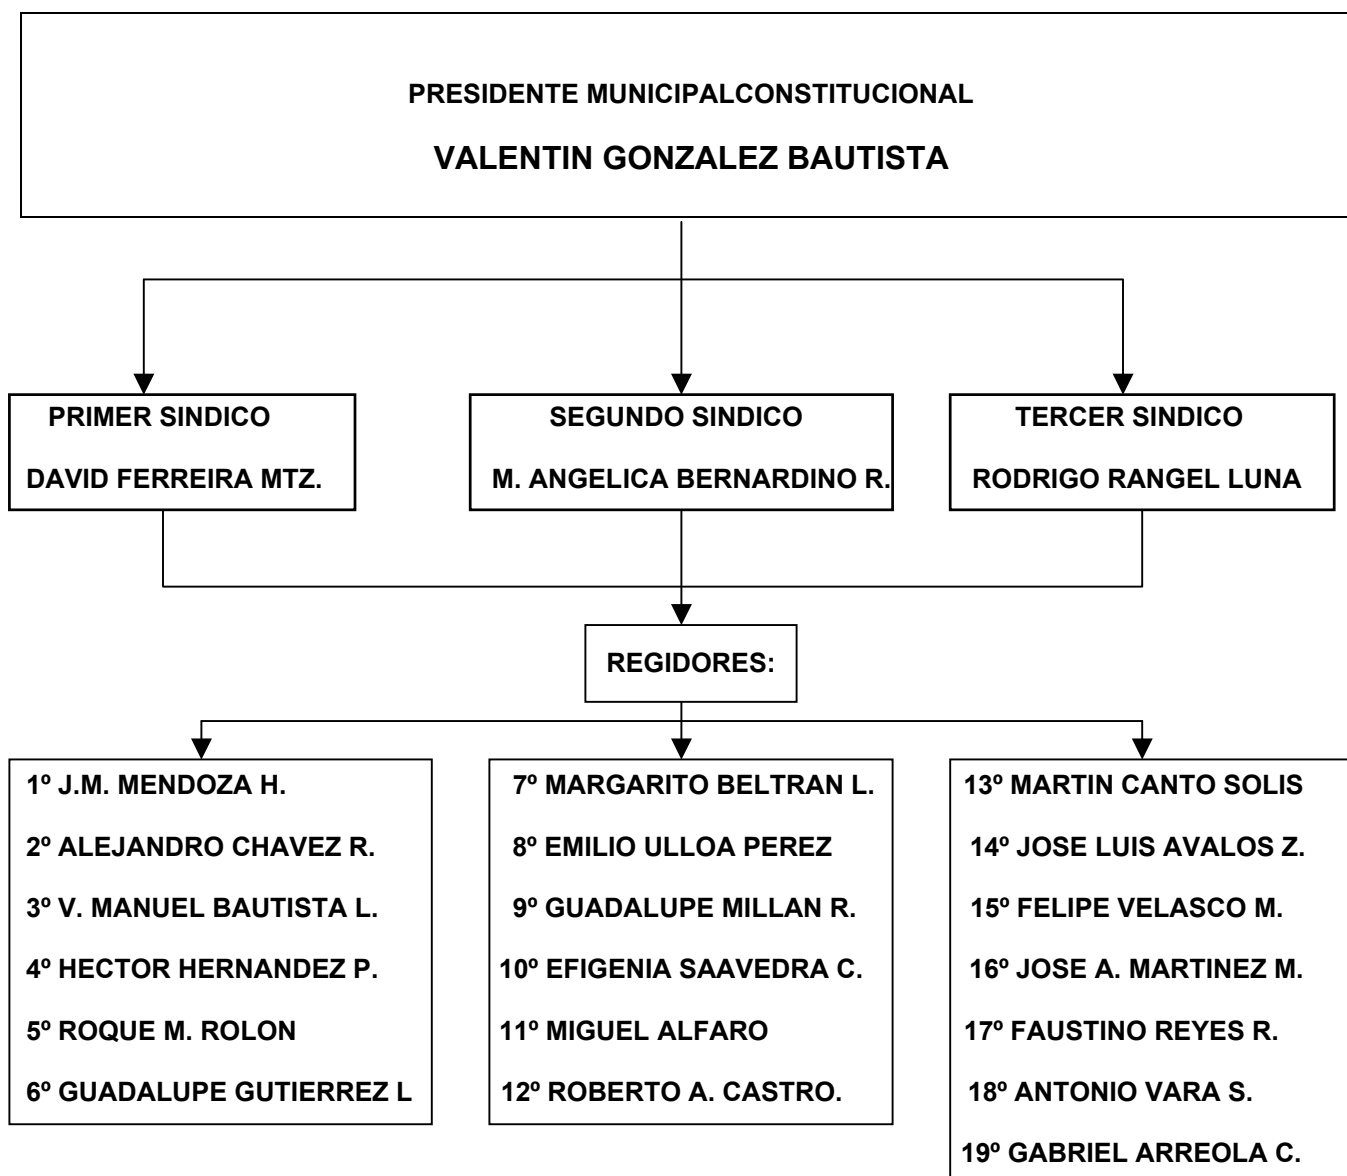 PRESIDENTE MUNICIPALCONSTITUCIONAL
VALENTIN GONZALEZ BAUTISTA
PRIMER SINDICO
DAVID FERREIRA MTZ.
SEGUNDO SINDICO
M. ANGELICA BERNARDINO R.
TERCER SINDICO
RODRIGO RANGEL LUNA
REGIDORES:
1º J.M. MENDOZA H.
2º ALEJANDRO CHAVEZ R.
3º V. MANUEL BAUTISTA L.
4º HECTOR HERNANDEZ P.
5º ROQUE M. ROLON
6º GUADALUPE GUTIERREZ L
7º MARGARITO BELTRAN L.
8º EMILIO ULLOA PEREZ
9º GUADALUPE MILLAN R.
10º EFIGENIA SAAVEDRA C.
11º MIGUEL ALFARO
12º ROBERTO A. CASTRO.
13º MARTIN CANTO SOLIS
14º JOSE LUIS AVALOS Z.
15º FELIPE VELASCO M.
16º JOSE A. MARTINEZ M.
17º FAUSTINO REYES R.
18º ANTONIO VARA S.
19º GABRIEL ARREOLA C.